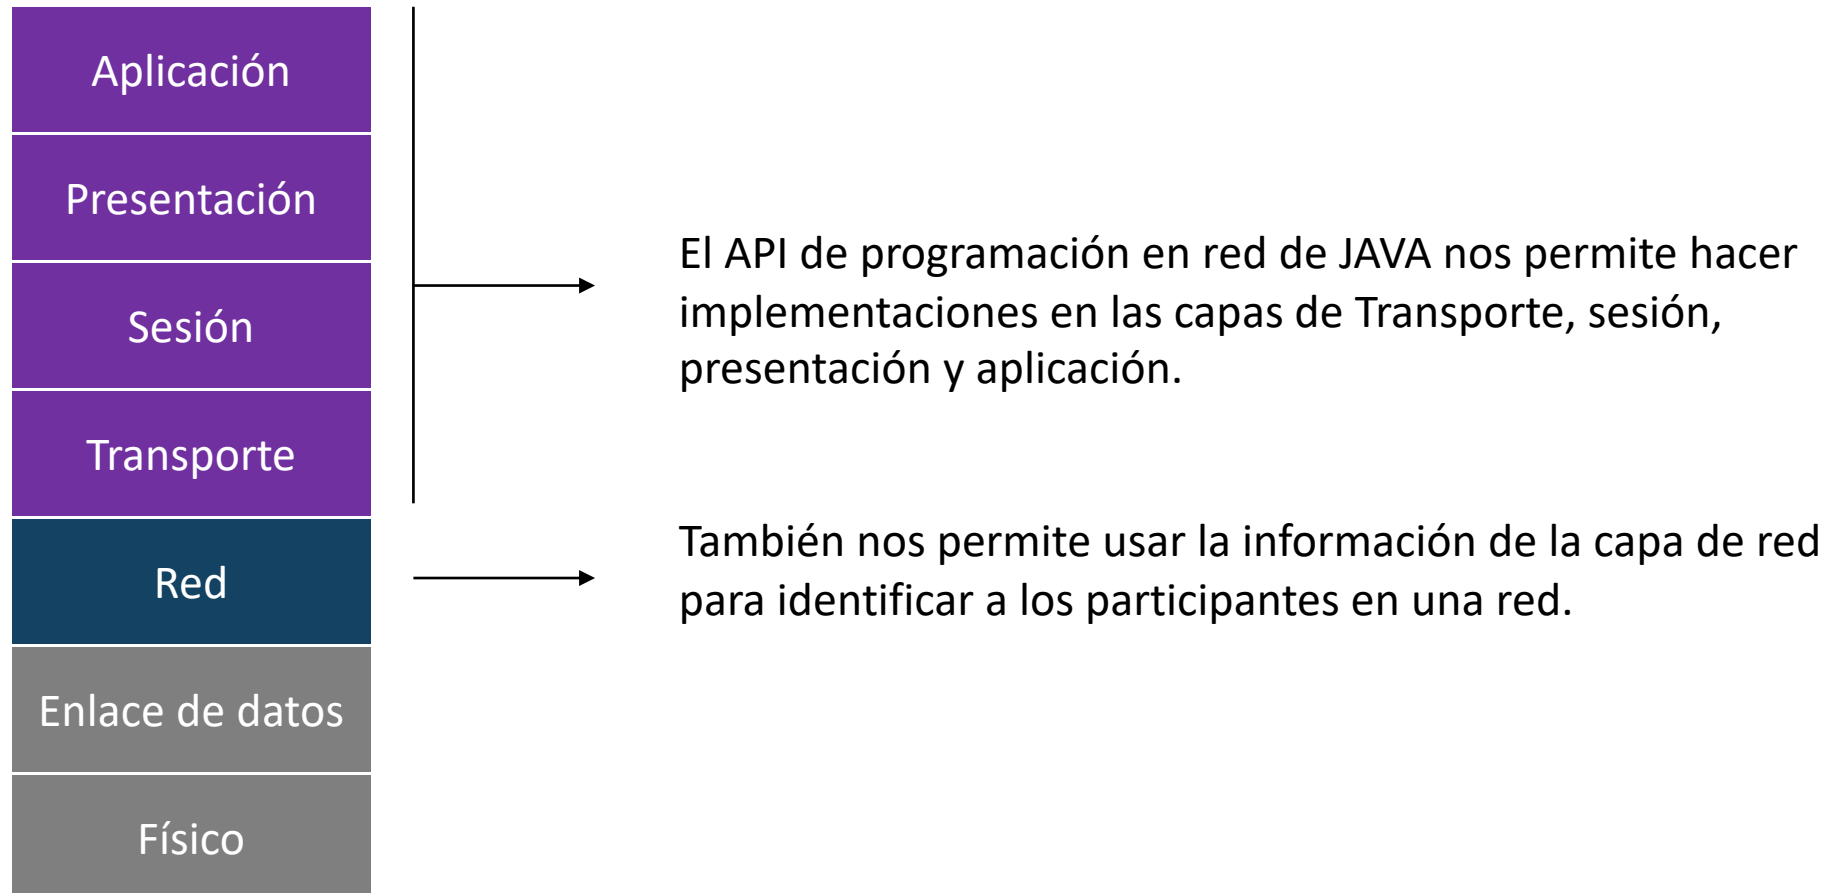 Aplicación
Presentación
Sesión
Transporte
Red
Enlace de datos
Físico
El API de programación en red de JAVA nos permite hacer
implementaciones en las capas de Transporte, sesión,
presentación y aplicación.
También nos permite usar la información de la capa de red
para identificar a los participantes en una red.